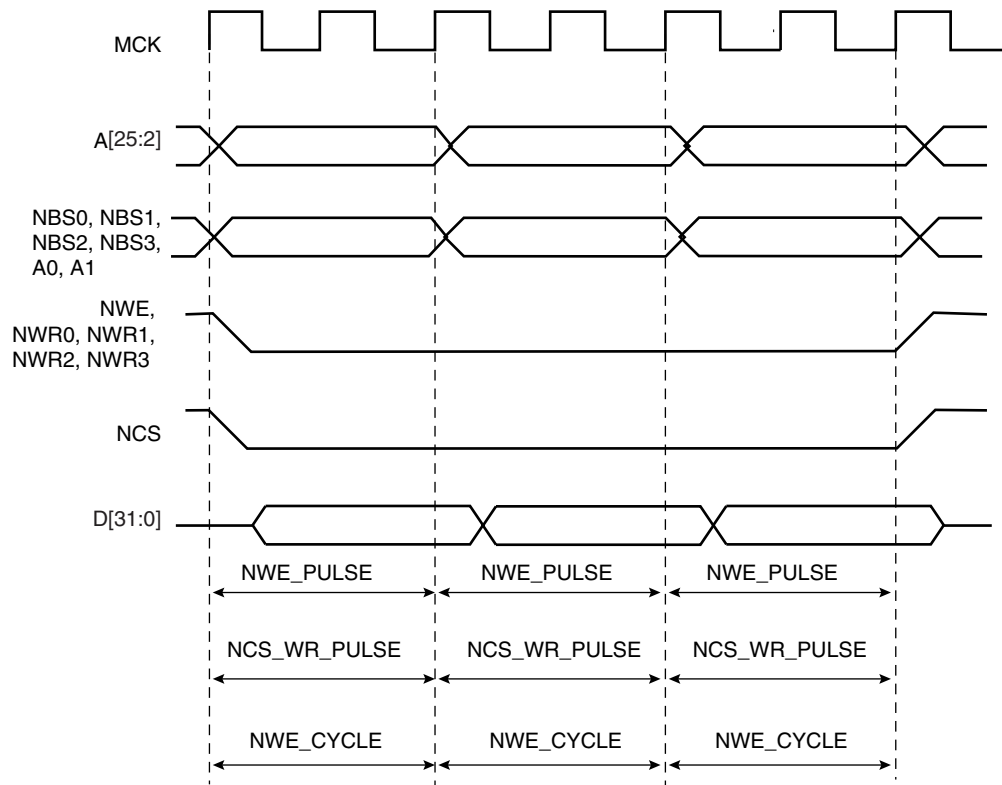 MCK
A[25:2]
NBS0, NBS1,
NBS2, NBS3,
A0, A1
NWE,
NWR0, NWR1,
NWR2, NWR3
NCS
D[31:0]
NWE_PULSE NWE_PULSE NWE_PULSE
NCS_WR_PULSE NCS_WR_PULSE NCS_WR_PULSE
NWE_CYCLE NWE_CYCLE NWE_CYCLE